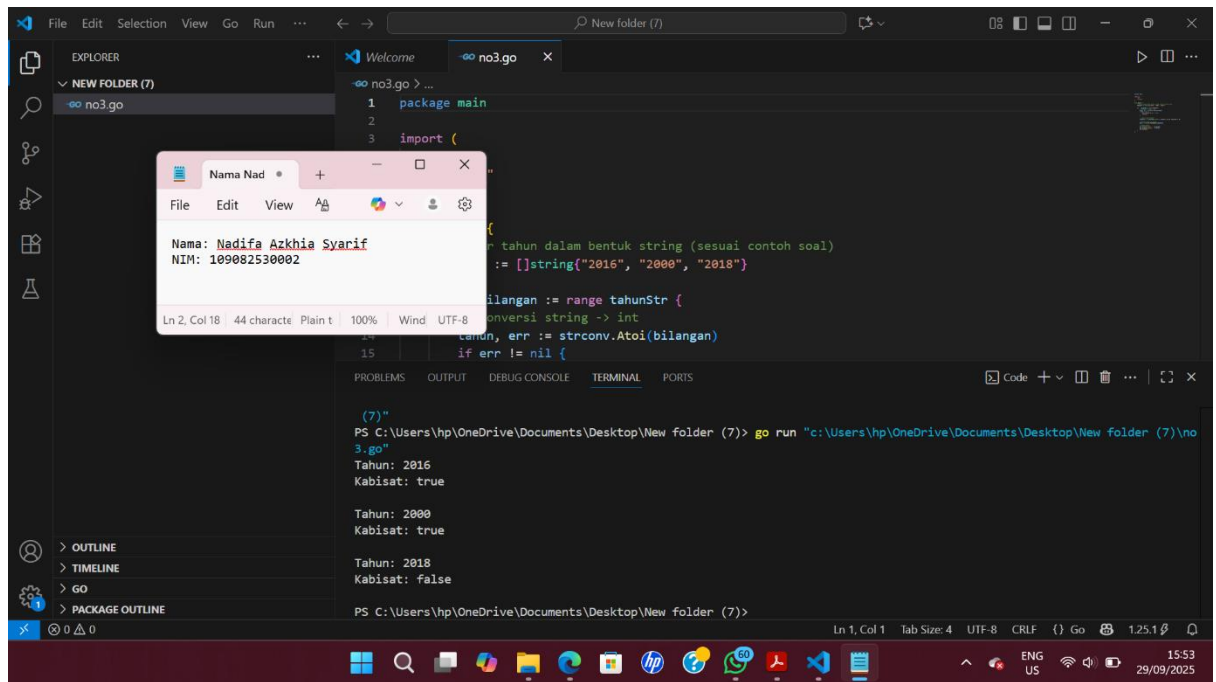 File Edit Selection View Go Run ... New folder (7)
EXPLORER ...
NEW FOLDER (7)
no3.go
OUTLINE
TIMELINE
GO
PACKAGE OUTLINE
Welcome no3.go
no3.go > ...
1 package main
2
3 import (
"
{
r tahun dalam bentuk string (sesuai contoh soal)
:= []string{"2016", "2000", "2018"}
ilangan := range tahunStr {
onversi string -> int
14 tahun, err := strconv.Atoi(bilangan)
15 if err != nil {
Nama Nad
File Edit View
Nama: Nadifa Azkhia Syarif
NIM: 109082530002
Ln 2, Col 18 44 characte Plain t 100% Wind UTF-8
PROBLEMS OUTPUT DEBUG CONSOLE TERMINAL PORTS Code
(7)"
PS C:\Users\hp\OneDrive\Documents\Desktop\New folder (7)> go run "c:\Users\hp\OneDrive\Documents\Desktop\New folder (7)\no
3.go"
Tahun: 2016
Kabisat: true
Tahun: 2000
Kabisat: true
Tahun: 2018
Kabisat: false
PS C:\Users\hp\OneDrive\Documents\Desktop\New folder (7)>
0 0 Ln 1, Col 1 Tab Size: 4 UTF-8 CRLF {} Go 1.25.1
hp 60 ENG 15:53
US 29/09/2025